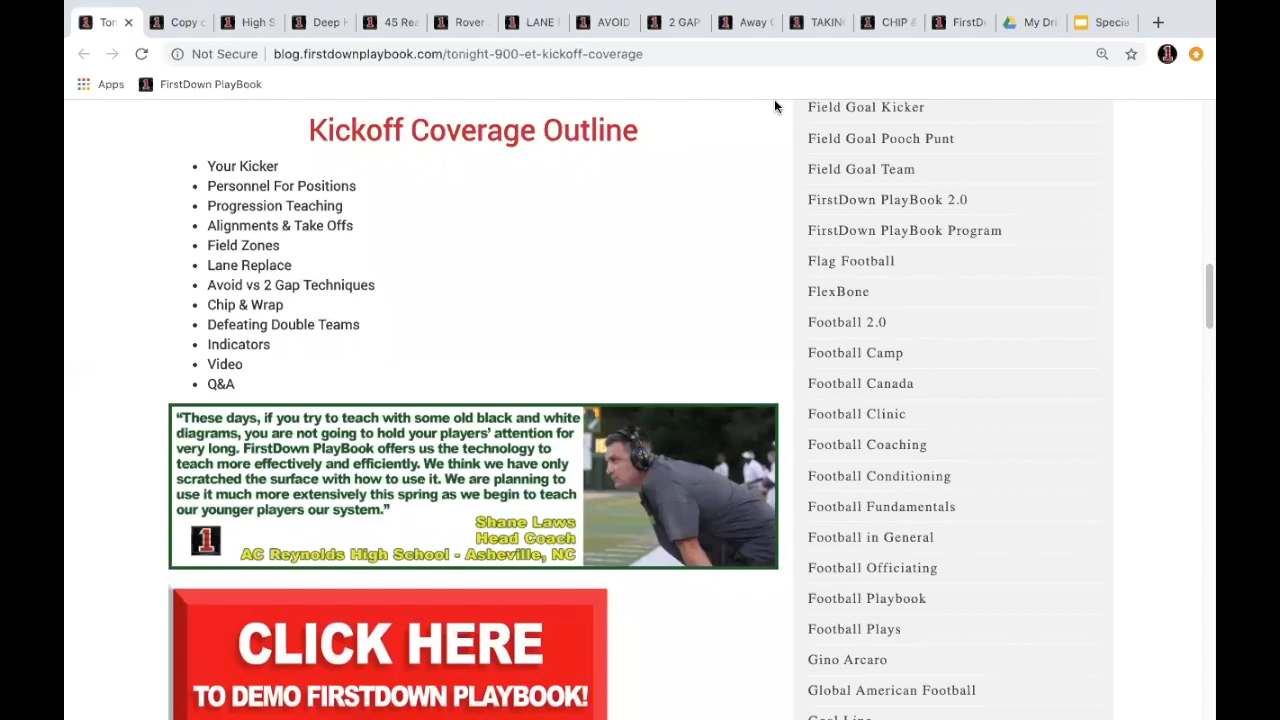 Ton
Copy o
High S
Deep
45 Rea
Rover
LANE
AVOID
2 GAP
Away
TAKIN
CHIP &
FirstD
My Dri
Specia
Not Secure
blog.firstdownplaybook.com/tonight-900-et-kickoff-coverage
Apps
FirstDown PlayBook
Kickoff Coverage Outline
• Your Kicker
• Personnel For Positions
• Progression Teaching
• Alignments & Take Offs
• Field Zones
• Lane Replace
• Avoid vs 2 Gap Techniques
• Chip & Wrap
• Defeating Double Teams
• Indicators
• Video
• Q&A
“These days, if you try to teach with some old black and white
diagrams, you are not going to hold your players’ attention for
very long. FirstDown PlayBook offers us the technology to
teach more effectively and efficiently. We think we have only
scratched the surface with how to use it. We are planning to
use it much more extensively this spring as we begin to teach
our younger players our system.”
Shane Laws
Head Coach
1
AC Reynolds High School - Asheville, NC
CLICK HERE
TO DEMO FIRSTDOWN PLAYBOOK!
Field Goal Kicker
Field Goal Pooch Punt
Field Goal Team
FirstDown PlayBook 2.0
FirstDown PlayBook Program
Flag Football
FlexBone
Football 2.0
Football Camp
Football Canada
Football Clinic
Football Coaching
Football Conditioning
Football Fundamentals
Football in General
Football Officiating
Football Playbook
Football Plays
Gino Arcaro
Global American Football